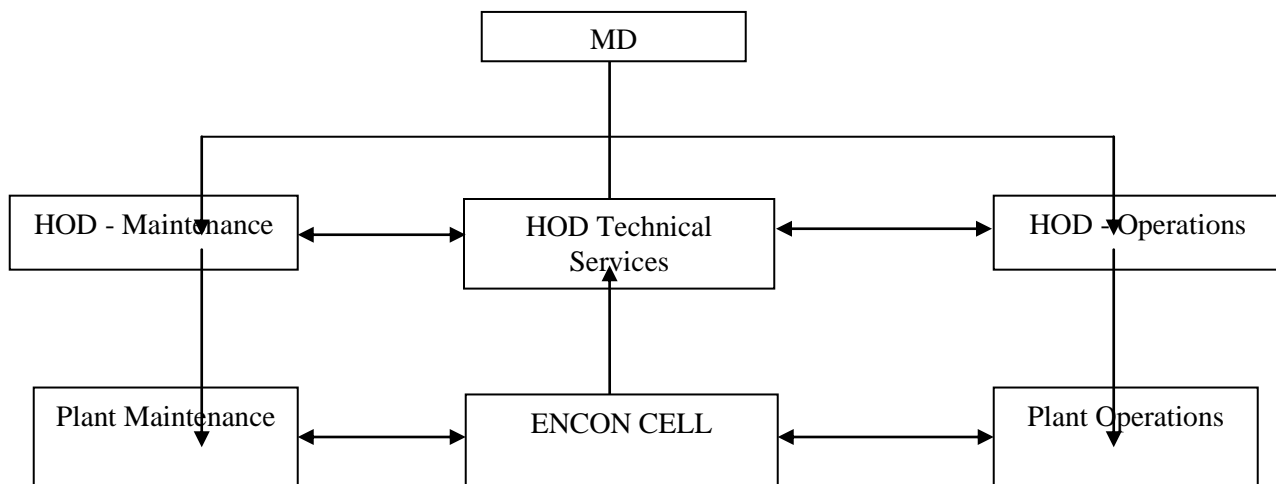 MD
HOD - Maintenance
HOD Technical
Services
HOD - Operations
Plant Maintenance
ENCON CELL
Plant Operations